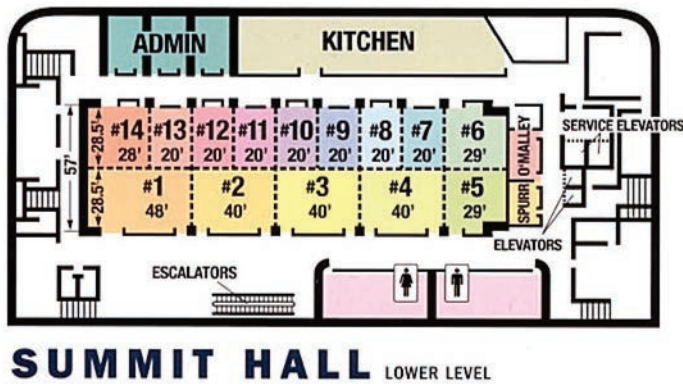 ADMIN
KITCHEN
#14 #13 #12 #11 #10 #9 #8 #7 #6
28' 20' 20' 20' 20' 20' 20' 20' 29'
28.5'
57'
28.5'
O'MALLEY
SERVICE ELEVATORS
#1 #2 #3 #4 #5
48' 40' 40' 40' 29'
SPURR
ELEVATORS
ESCALATORS
SUMMIT HALL LOWER LEVEL